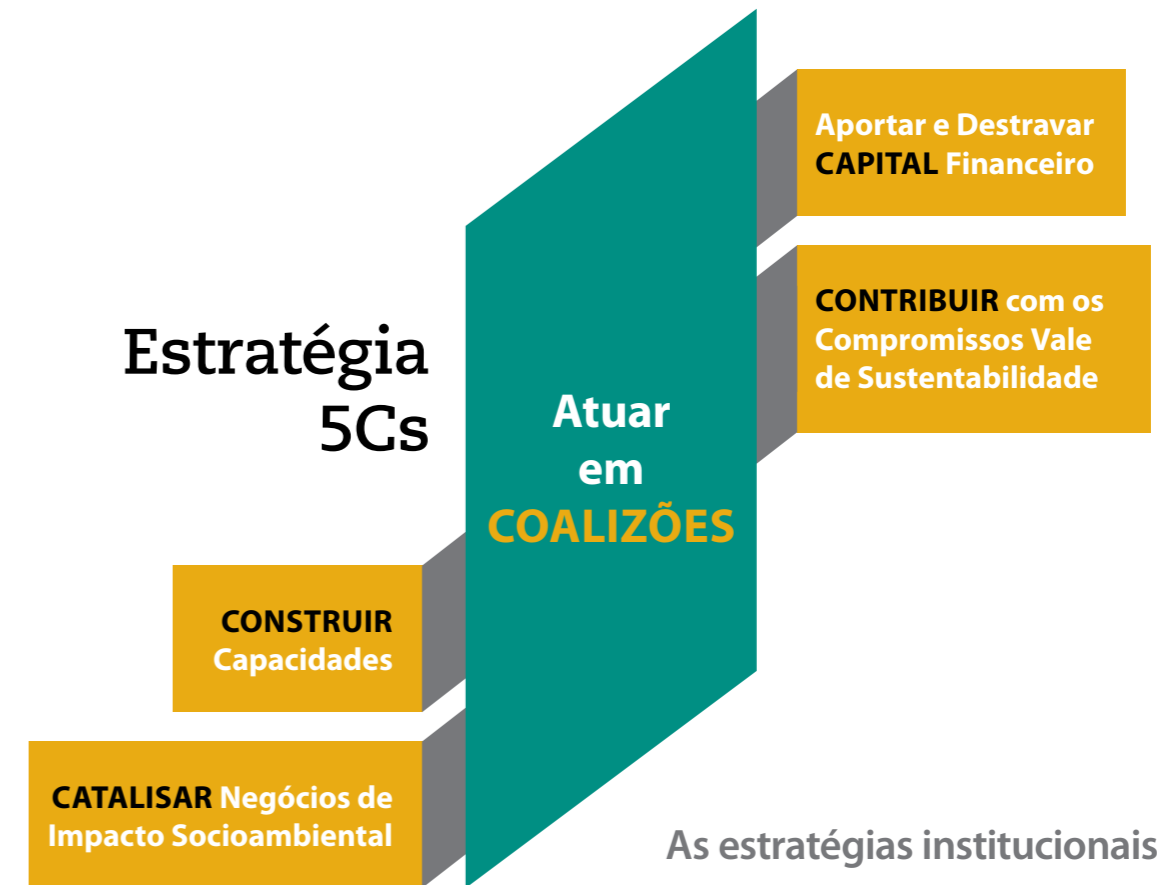 Estratégia
5Cs
Atuar
em
COALIZÕES
Aportar e Destravar
CAPITAL Financeiro
CONTRIBUIR com os
Compromissos Vale
de Sustentabilidade
CONSTRUIR
Capacidades
CATALISAR Negócios de
Impacto Socioambiental
As estratégias institucionais